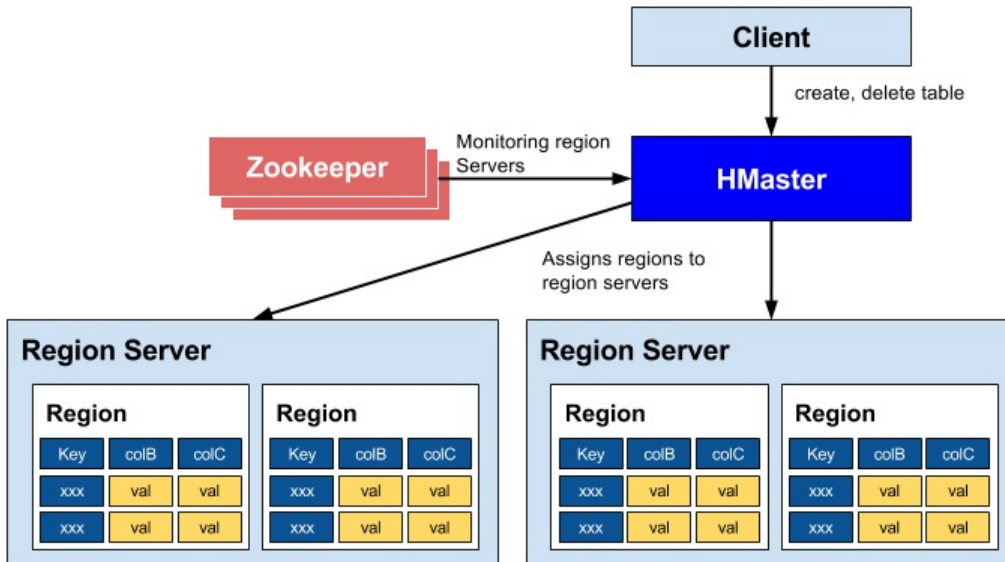 Client
create, delete table
Monitoring region
Servers
Zookeeper
HMaster
Assigns regions to
region servers
Region Server
Region
Key colB colC
xxx val val
xxx val val
Region
Key colB colC
xxx val val
xxx val val
Region Server
Region
Key colB colC
xxx val val
xxx val val
Region
Key colB colC
xxx val val
xxx val val